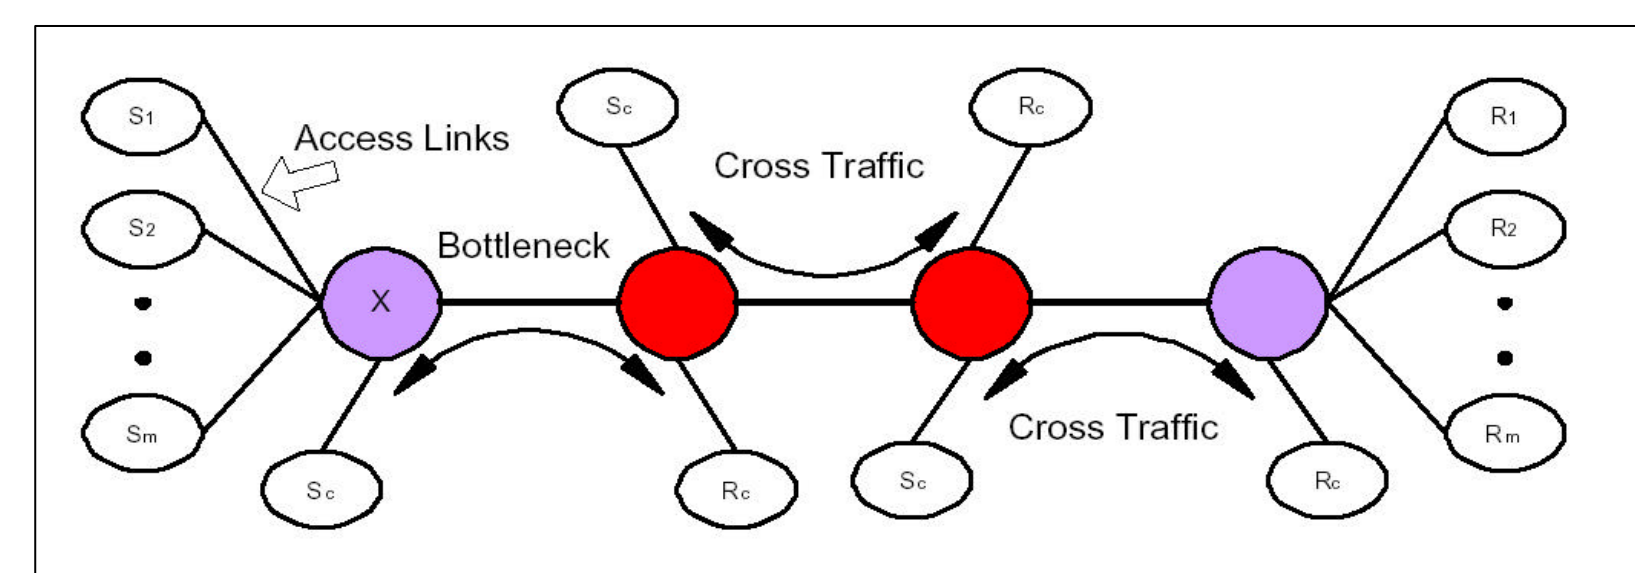 S1
Access Links
Sc
Rc
R1
Cross Traffic
S2
R2
Bottleneck
X
Sm
Cross Traffic
Rm
Sc
Rc
Sc
Rc